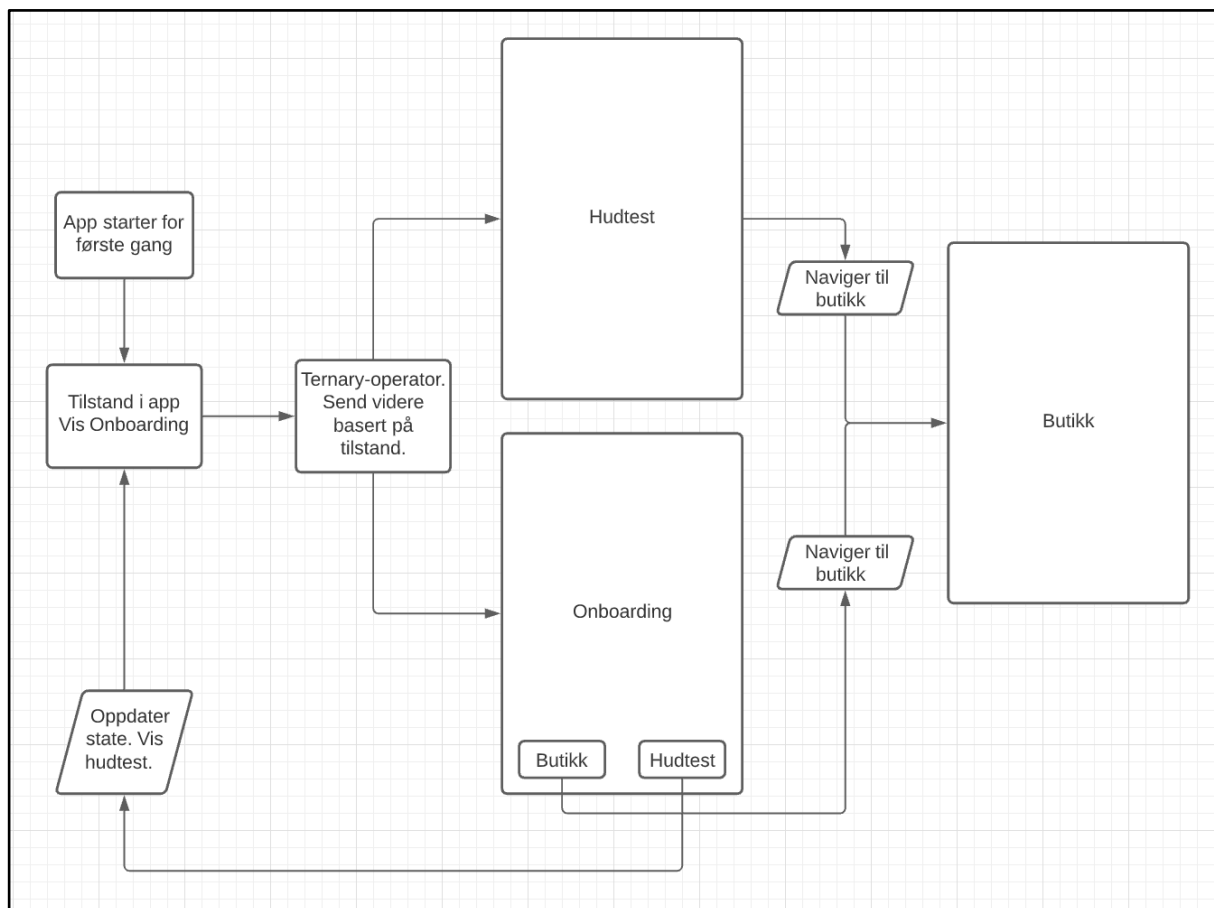 App starter for
første gang
Tilstand i app
Vis Onboarding
Ternary-operator.
Send videre
basert på
tilstand.
Hudtest
Naviger til
butikk
Butikk
Naviger til
butikk
Onboarding
Butikk
Hudtest
Oppdater
state. Vis
hudtest.